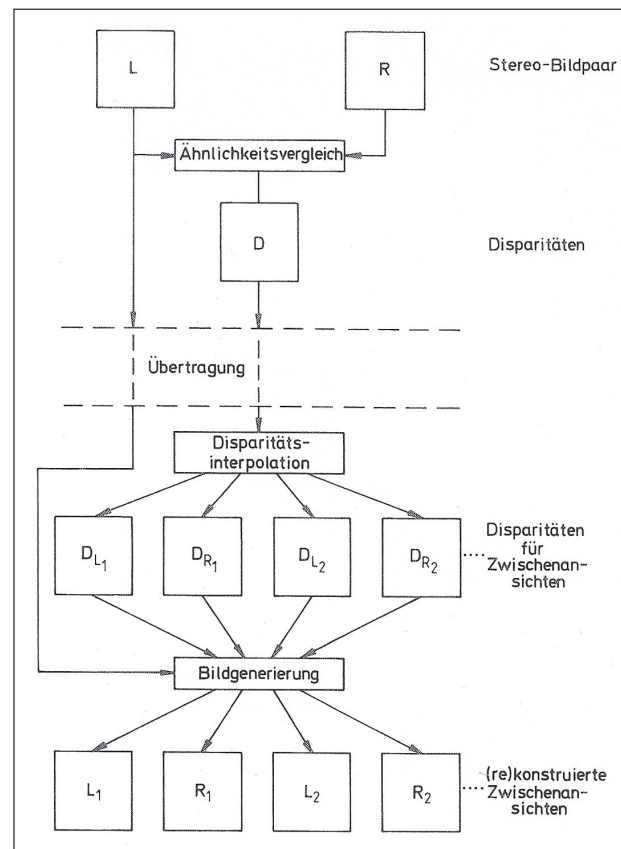 L
R
Stereo-Bildpaar
Ähnlichkeitsvergleich
D
Disparitäten
Übertragung
Disparitäts-
interpolation
D_L1
D_R1
D_L2
D_R2
.....
Disparitäten
für
Zwischenan-
sichten
Bildgenerierung
L1
R1
L2
R2
.....
(re)konstruierte
Zwischenan-
sichten